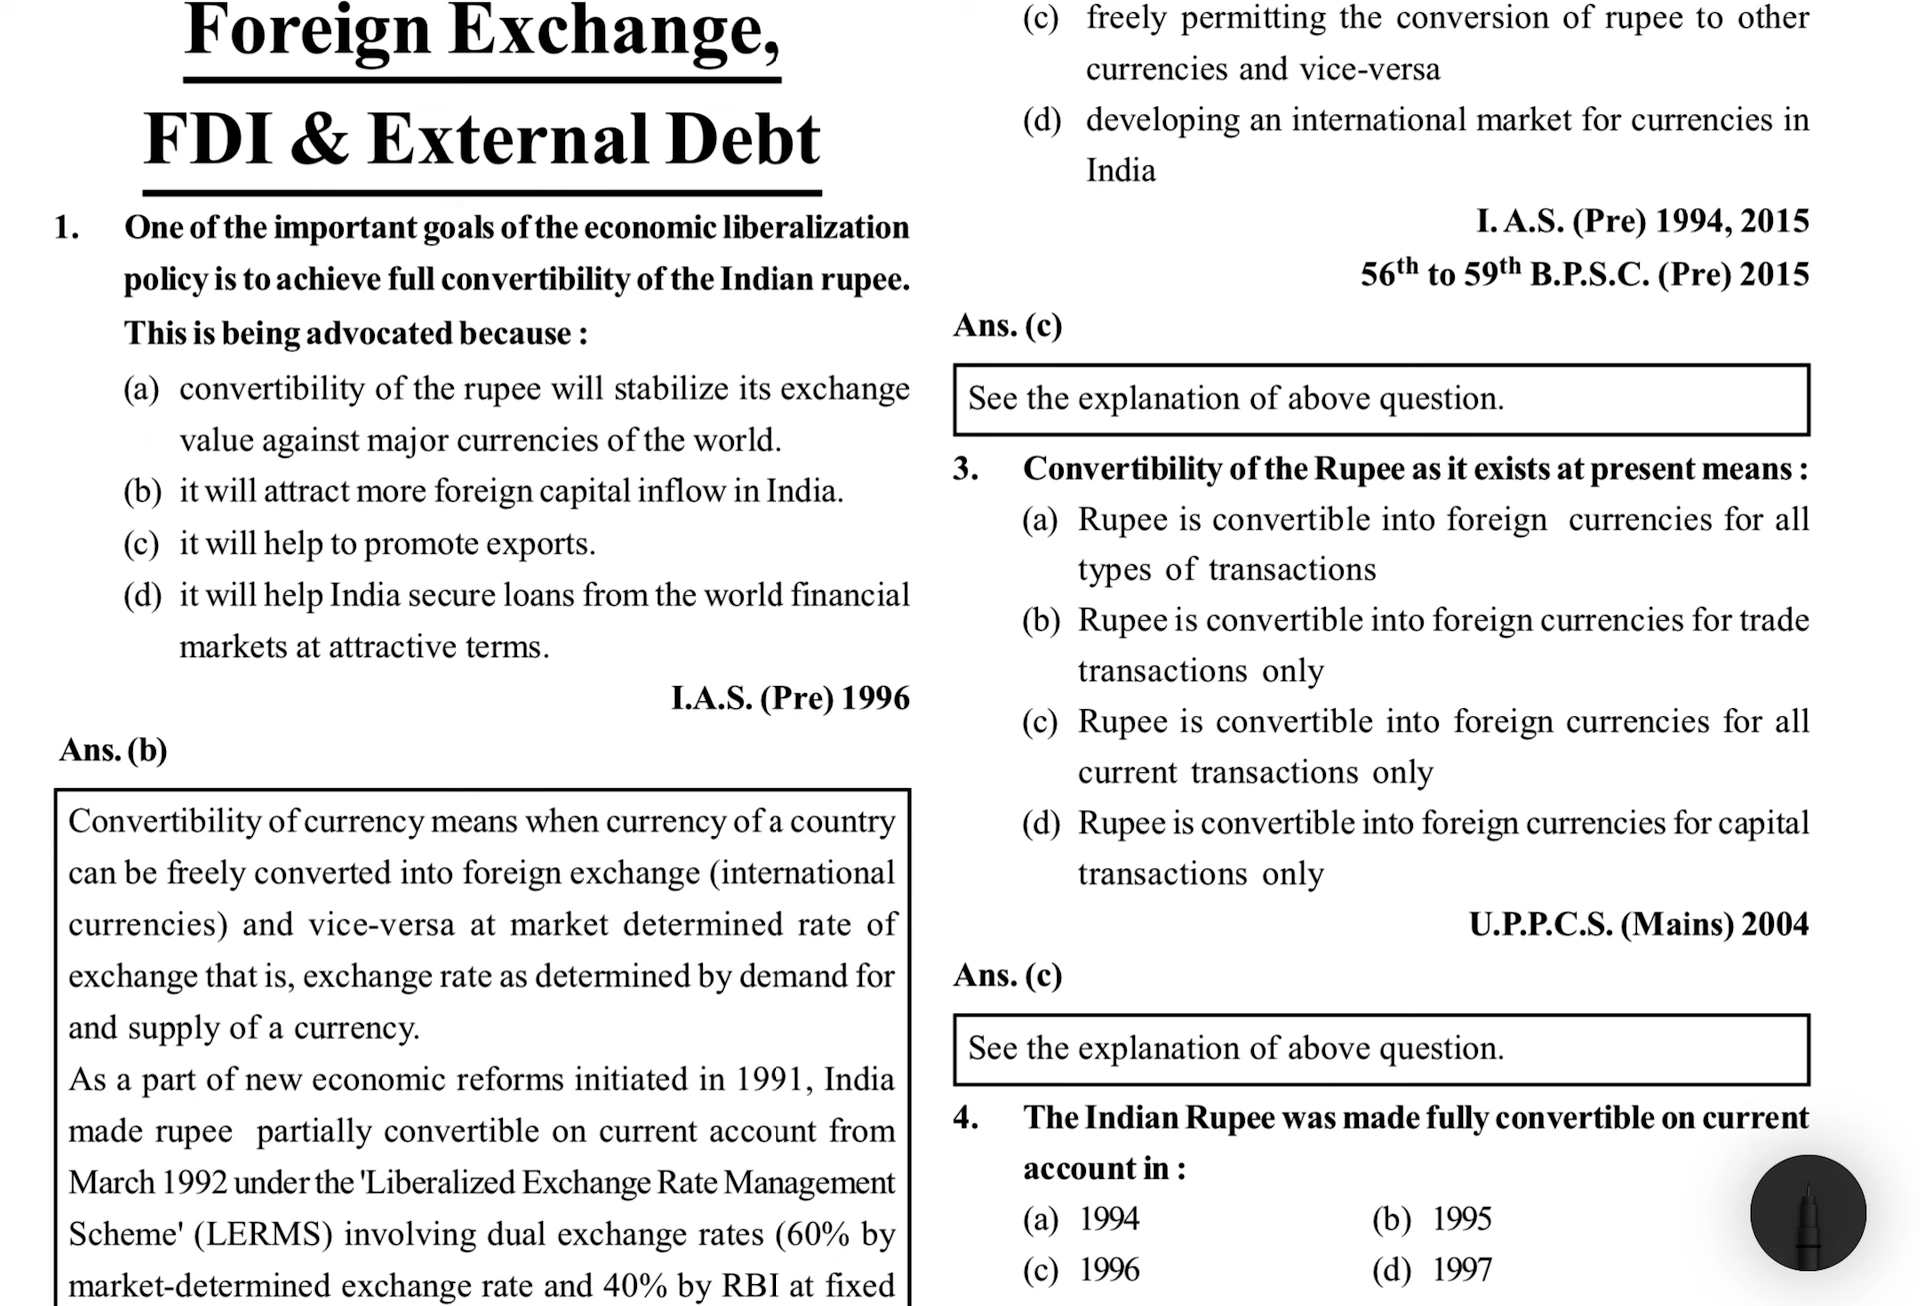 Foreign Exchange,
FDI & External Debt
1. One of the important goals of the economic liberalization
policy is to achieve full convertibility of the Indian rupee.
This is being advocated because :
(a) convertibility of the rupee will stabilize its exchange
value against major currencies of the world.
(b) it will attract more foreign capital inflow in India.
(c) it will help to promote exports.
(d) it will help India secure loans from the world financial
markets at attractive terms.
I.A.S. (Pre) 1996
Ans. (b)
Convertibility of currency means when currency of a country
can be freely converted into foreign exchange (international
currencies) and vice-versa at market determined rate of
exchange that is, exchange rate as determined by demand for
and supply of a currency.
As a part of new economic reforms initiated in 1991, India
made rupee partially convertible on current account from
March 1992 under the 'Liberalized Exchange Rate Management
Scheme' (LERMS) involving dual exchange rates (60% by
market-determined exchange rate and 40% by RBI at fixed
(c) freely permitting the conversion of rupee to other
currencies and vice-versa
(d) developing an international market for currencies in
India
I. A.S. (Pre) 1994, 2015
56th to 59th B.P.S.C. (Pre) 2015
Ans. (c)
See the explanation of above question.
3. Convertibility of the Rupee as it exists at present means :
(a) Rupee is convertible into foreign currencies for all
types of transactions
(b) Rupee is convertible into foreign currencies for trade
transactions only
(c) Rupee is convertible into foreign currencies for all
current transactions only
(d) Rupee is convertible into foreign currencies for capital
transactions only
U.P.P.C.S. (Mains) 2004
Ans. (c)
See the explanation of above question.
4. The Indian Rupee was made fully convertible on current
account in :
(a) 1994 (b) 1995
(c) 1996 (d) 1997